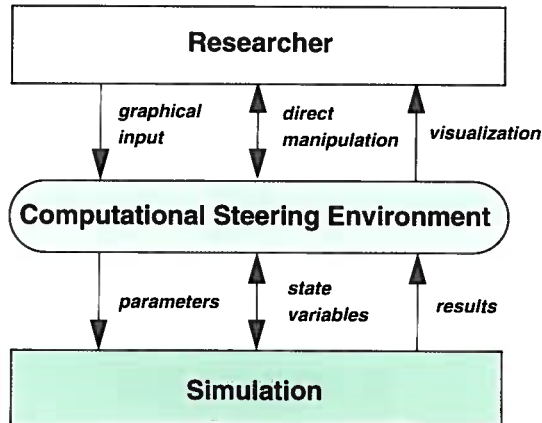 Researcher
graphical
input
direct
manipulation
visualization
Computational Steering Environment
parameters
state
variables
results
Simulation